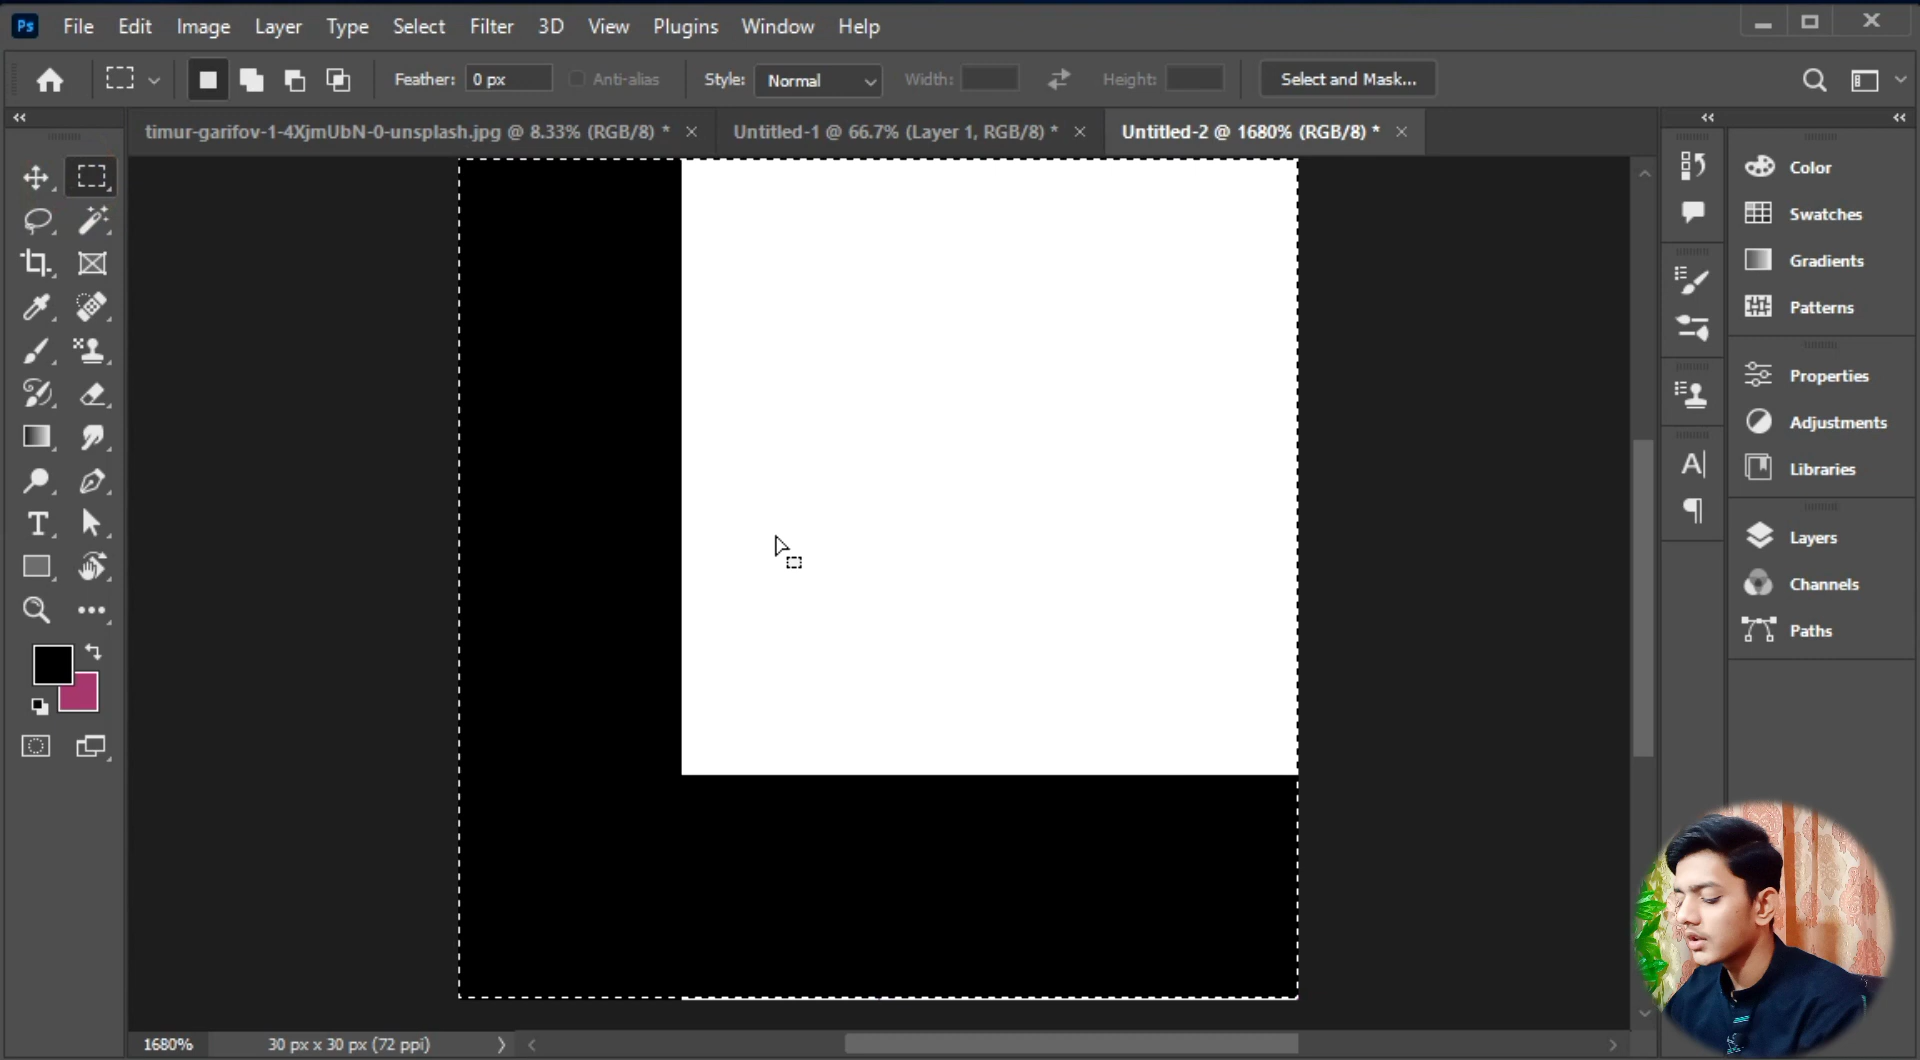 Ps File Edit Image Layer Type Select Filter 3D View Plugins Window Help
Feather: 0 px Anti-alias Style: Normal Width: Height: Select and Mask...
timur-garifov-1-4XjmUbN-0-unsplash.jpg @ 8.33% (RGB/8) * Untitled-1 @ 66.7% (Layer 1, RGB/8) * Untitled-2 @ 1680% (RGB/8) *
Color
Swatches
Gradients
Patterns
Properties
Adjustments
Libraries
Layers
Channels
Paths
1680% 30 px x 30 px (72 ppi)